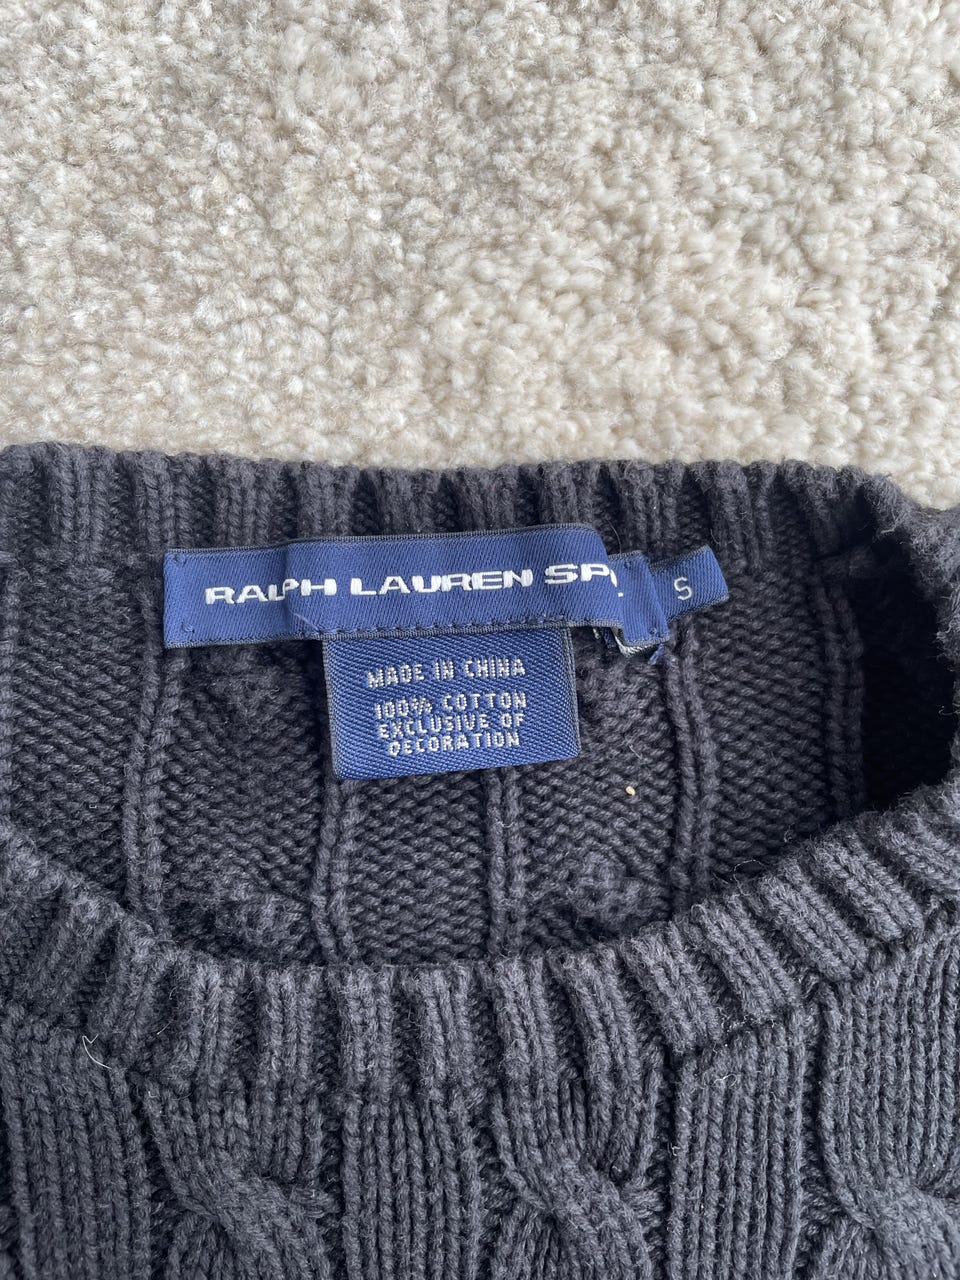 RALPH LAUREN SP
S
MADE IN CHINA
100% COTTON
EXCLUSIVE OF
DECORATION